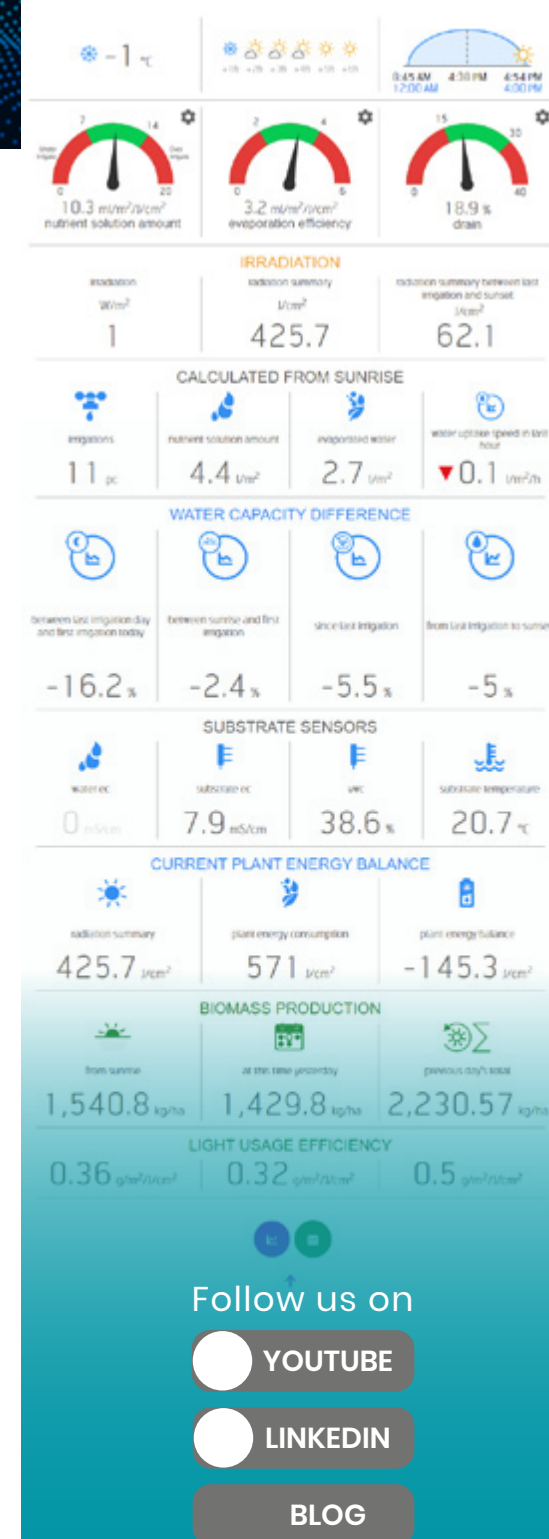 -1 °C
+1h +2h +3h +4h +5h +6h
8:45 AM 4:30 PM 4:54 PM
12:00 AM 4:00 PM
7 14
Under
Over
0 20
10.3 ml/m²/J/cm²
nutrient solution amount
2 4
0 6
3.2 ml/m²/J/cm²
evaporation efficiency
15 30
0 40
18.9 %
drain
IRRADIATION
irradiation
W/m²
1
radiation summary
J/cm²
425.7
radiation summary between last
irrigation and sunset
J/cm²
62.1
CALCULATED FROM SUNRISE
irrigations
11 pc
nutrient solution amount
4.4 l/m²
evaporated water
2.7 l/m²
water uptake speed in last
hour
▼0.1 l/m²/h
WATER CAPACITY DIFFERENCE
between last irrigation day
and first irrigation today
-16.2 %
between sunrise and first
irrigation
-2.4 %
since last irrigation
-5.5 %
from last irrigation to sunset
-5 %
SUBSTRATE SENSORS
water ec
0 mS/cm
substrate ec
7.9 mS/cm
vwc
38.6 %
substrate temperature
20.7 °C
CURRENT PLANT ENERGY BALANCE
radiation summary
425.7 J/cm²
plant energy consumption
571 J/cm²
plant energy balance
-145.3 J/cm²
BIOMASS PRODUCTION
from sunrise
1,540.8 kg/ha
at this time yesterday
1,429.8 kg/ha
previous day's total
2,230.57 kg/ha
LIGHT USAGE EFFICIENCY
0.36 g/m²/J/cm²
0.32 g/m²/J/cm²
0.5 g/m²/J/cm²
Follow us on
YOUTUBE
LINKEDIN
BLOG